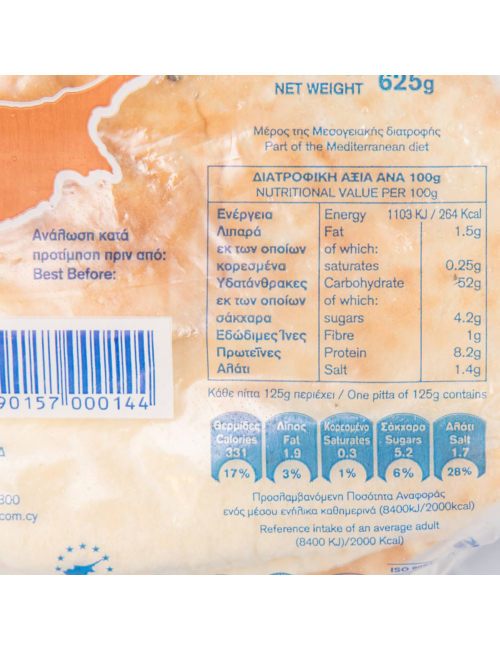 NET WEIGHT 625g
Μέρος της Μεσογειακής διατροφής
Part of the Mediterranean diet
ΔΙΑΤΡΟΦΙΚΗ ΑΞΙΑ ΑΝΑ 100g
NUTRITIONAL VALUE PER 100g
Ενέργεια Energy 1103 KJ / 264 Kcal
Λιπαρά Fat 1.5g
εκ των οποίων of which:
κορεσμένα saturates 0.25g
Υδατάνθρακες Carbohydrate 52g
εκ των οποίων of which:
σάκχαρα sugars 4.2g
Εδώδιμες Ίνες Fibre 1g
Πρωτεΐνες Protein 8.2g
Αλάτι Salt 1.4g
Ανάλωση κατά
προτίμηση πριν από:
Best Before:
90157 000144
Κάθε πίττα 125g περιέχει / One pitta of 125g contains
Θερμίδες Λίπος Κορεσμένα Σάκχαρα Αλάτι
Calories Fat Saturates Sugars Salt
331 1.9 0.3 5.2 1.7
17% 3% 1% 6% 28%
Προσλαμβανόμενη Ποσότητα Αναφοράς
ενός μέσου ενήλικα καθημερινά (8400kJ/2000kcal)
Reference intake of an average adult
(8400 KJ)/2000 Kcal)
300
com.cy
ISO